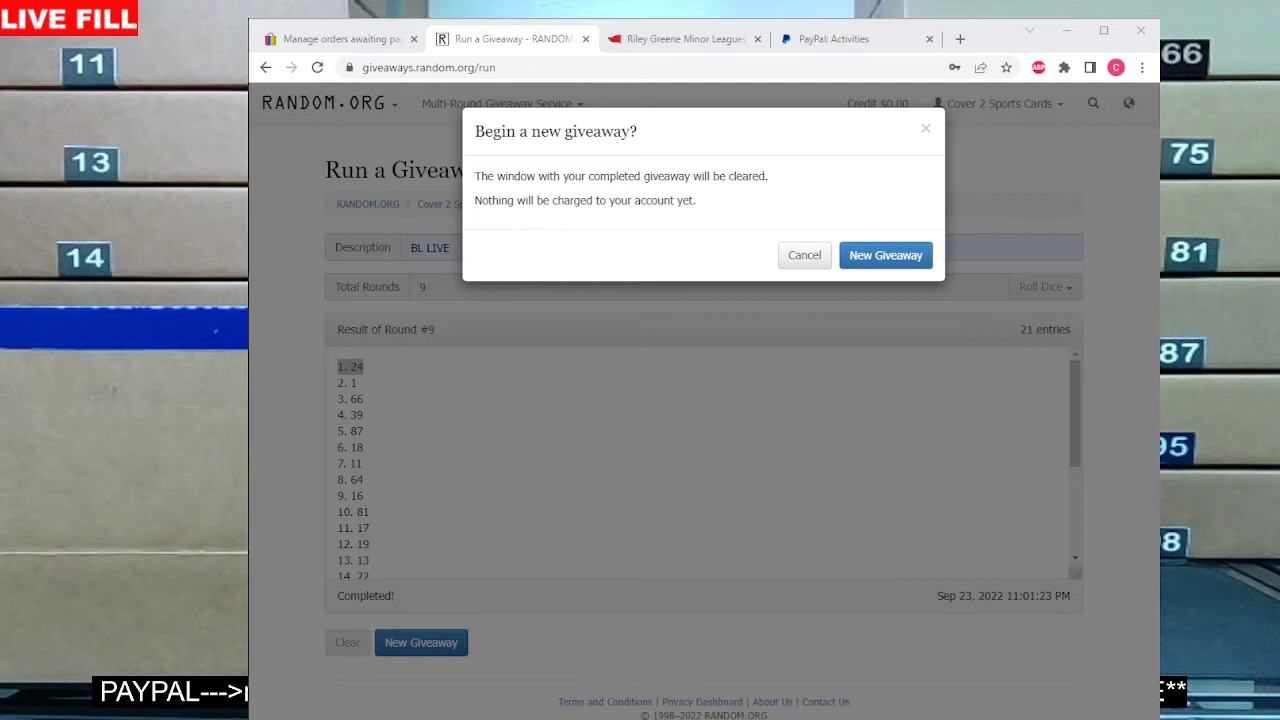 LIVE FILL
11
13
14
66
75
81
87
95
8
Manage orders awaiting pa
Run a Giveaway - RANDOM
Riley Greene Minor Leagues
PayPal: Activities
giveaways.random.org/run
ABP
C
RANDOM.ORG
Multi-Round Giveaway Service
Credit $0.00
Cover 2 Sports Cards
Begin a new giveaway?
The window with your completed giveaway will be cleared.
Nothing will be charged to your account yet.
Cancel
New Giveaway
Run a Giveaw
RANDOM.ORG / Cover 2 Sp
Description BL LIVE
Total Rounds 9 Roll Dice
Result of Round #9 21 entries
1. 24
2. 1
3. 66
4. 39
5. 87
6. 18
7. 11
8. 64
9. 16
10. 81
11. 17
12. 19
13. 13
14. 22
Completed! Sep 23, 2022 11:01:23 PM
Clear
New Giveaway
PAYPAL--->
E**
Terms and Conditions | Privacy Dashboard | About Us | Contact Us
© 1998–2022 RANDOM.ORG